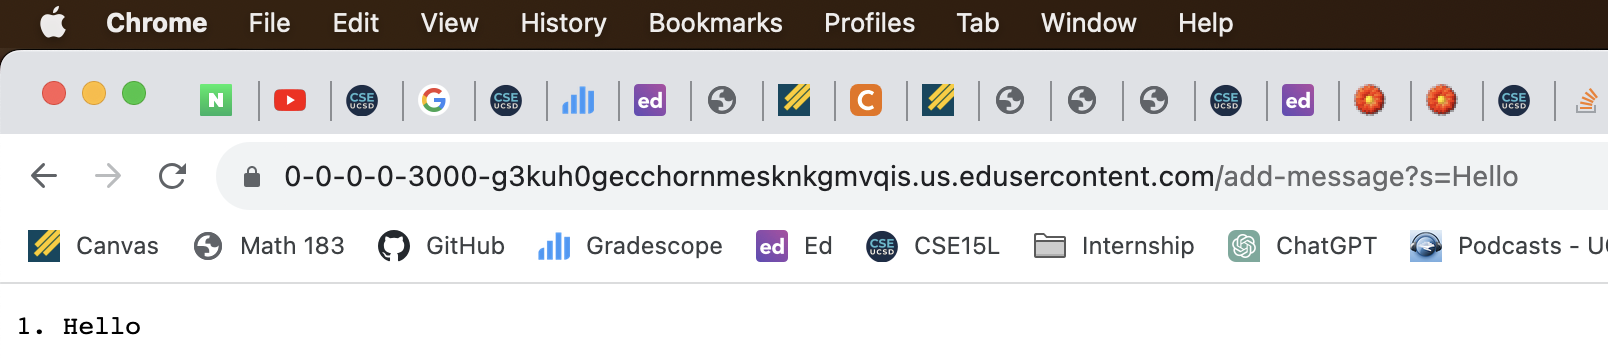 Chrome File Edit View History Bookmarks Profiles Tab Window Help
N CSE UCSD G CSE UCSD ed C CSE UCSD ed CSE UCSD
0-0-0-0-3000-g3kuh0gecchornmesknkgmvqis.us.edusercontent.com/add-message?s=Hello
Canvas Math 183 GitHub Gradescope ed Ed CSE UCSD CSE15L Internship ChatGPT Podcasts - U
1. Hello